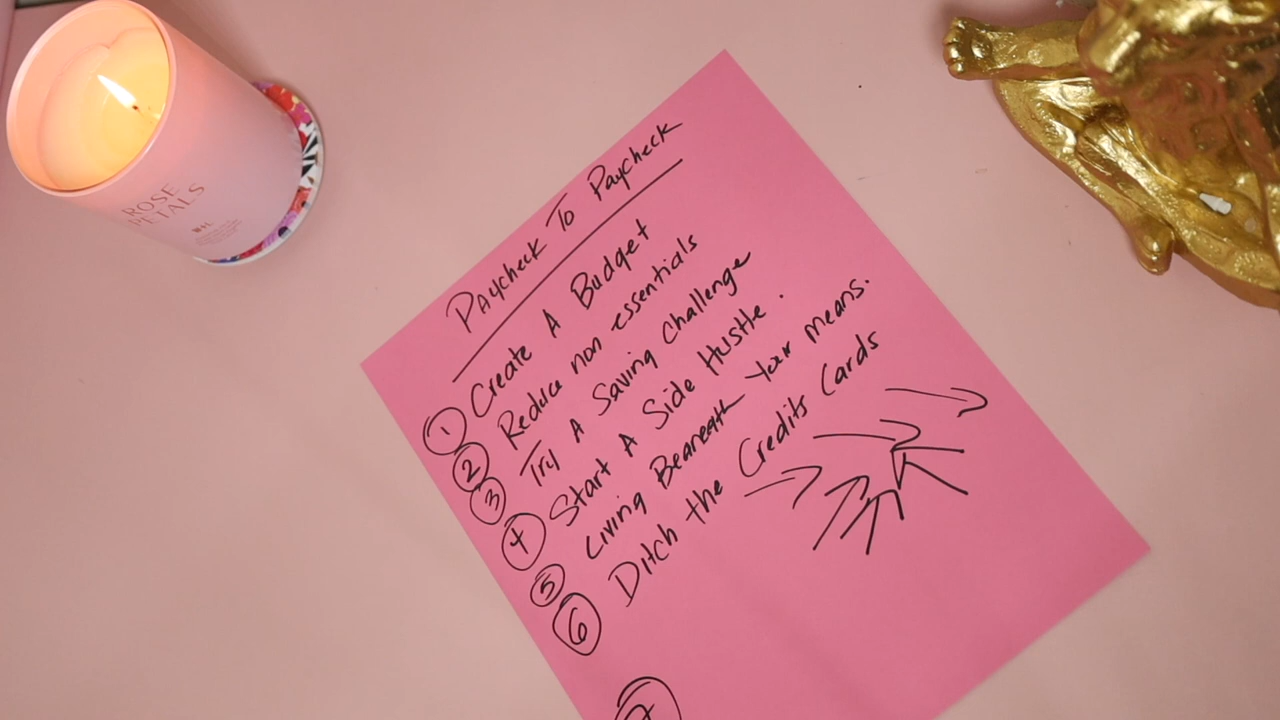 ROSE
PETALS
Paycheck To Paycheck
1 Create A Budget
2 Reduce non essentials
3 Try A Saving Challenge
4 Start A Side Hustle.
5 Living Beaneath Your means.
6 Ditch the Credits Cards
7